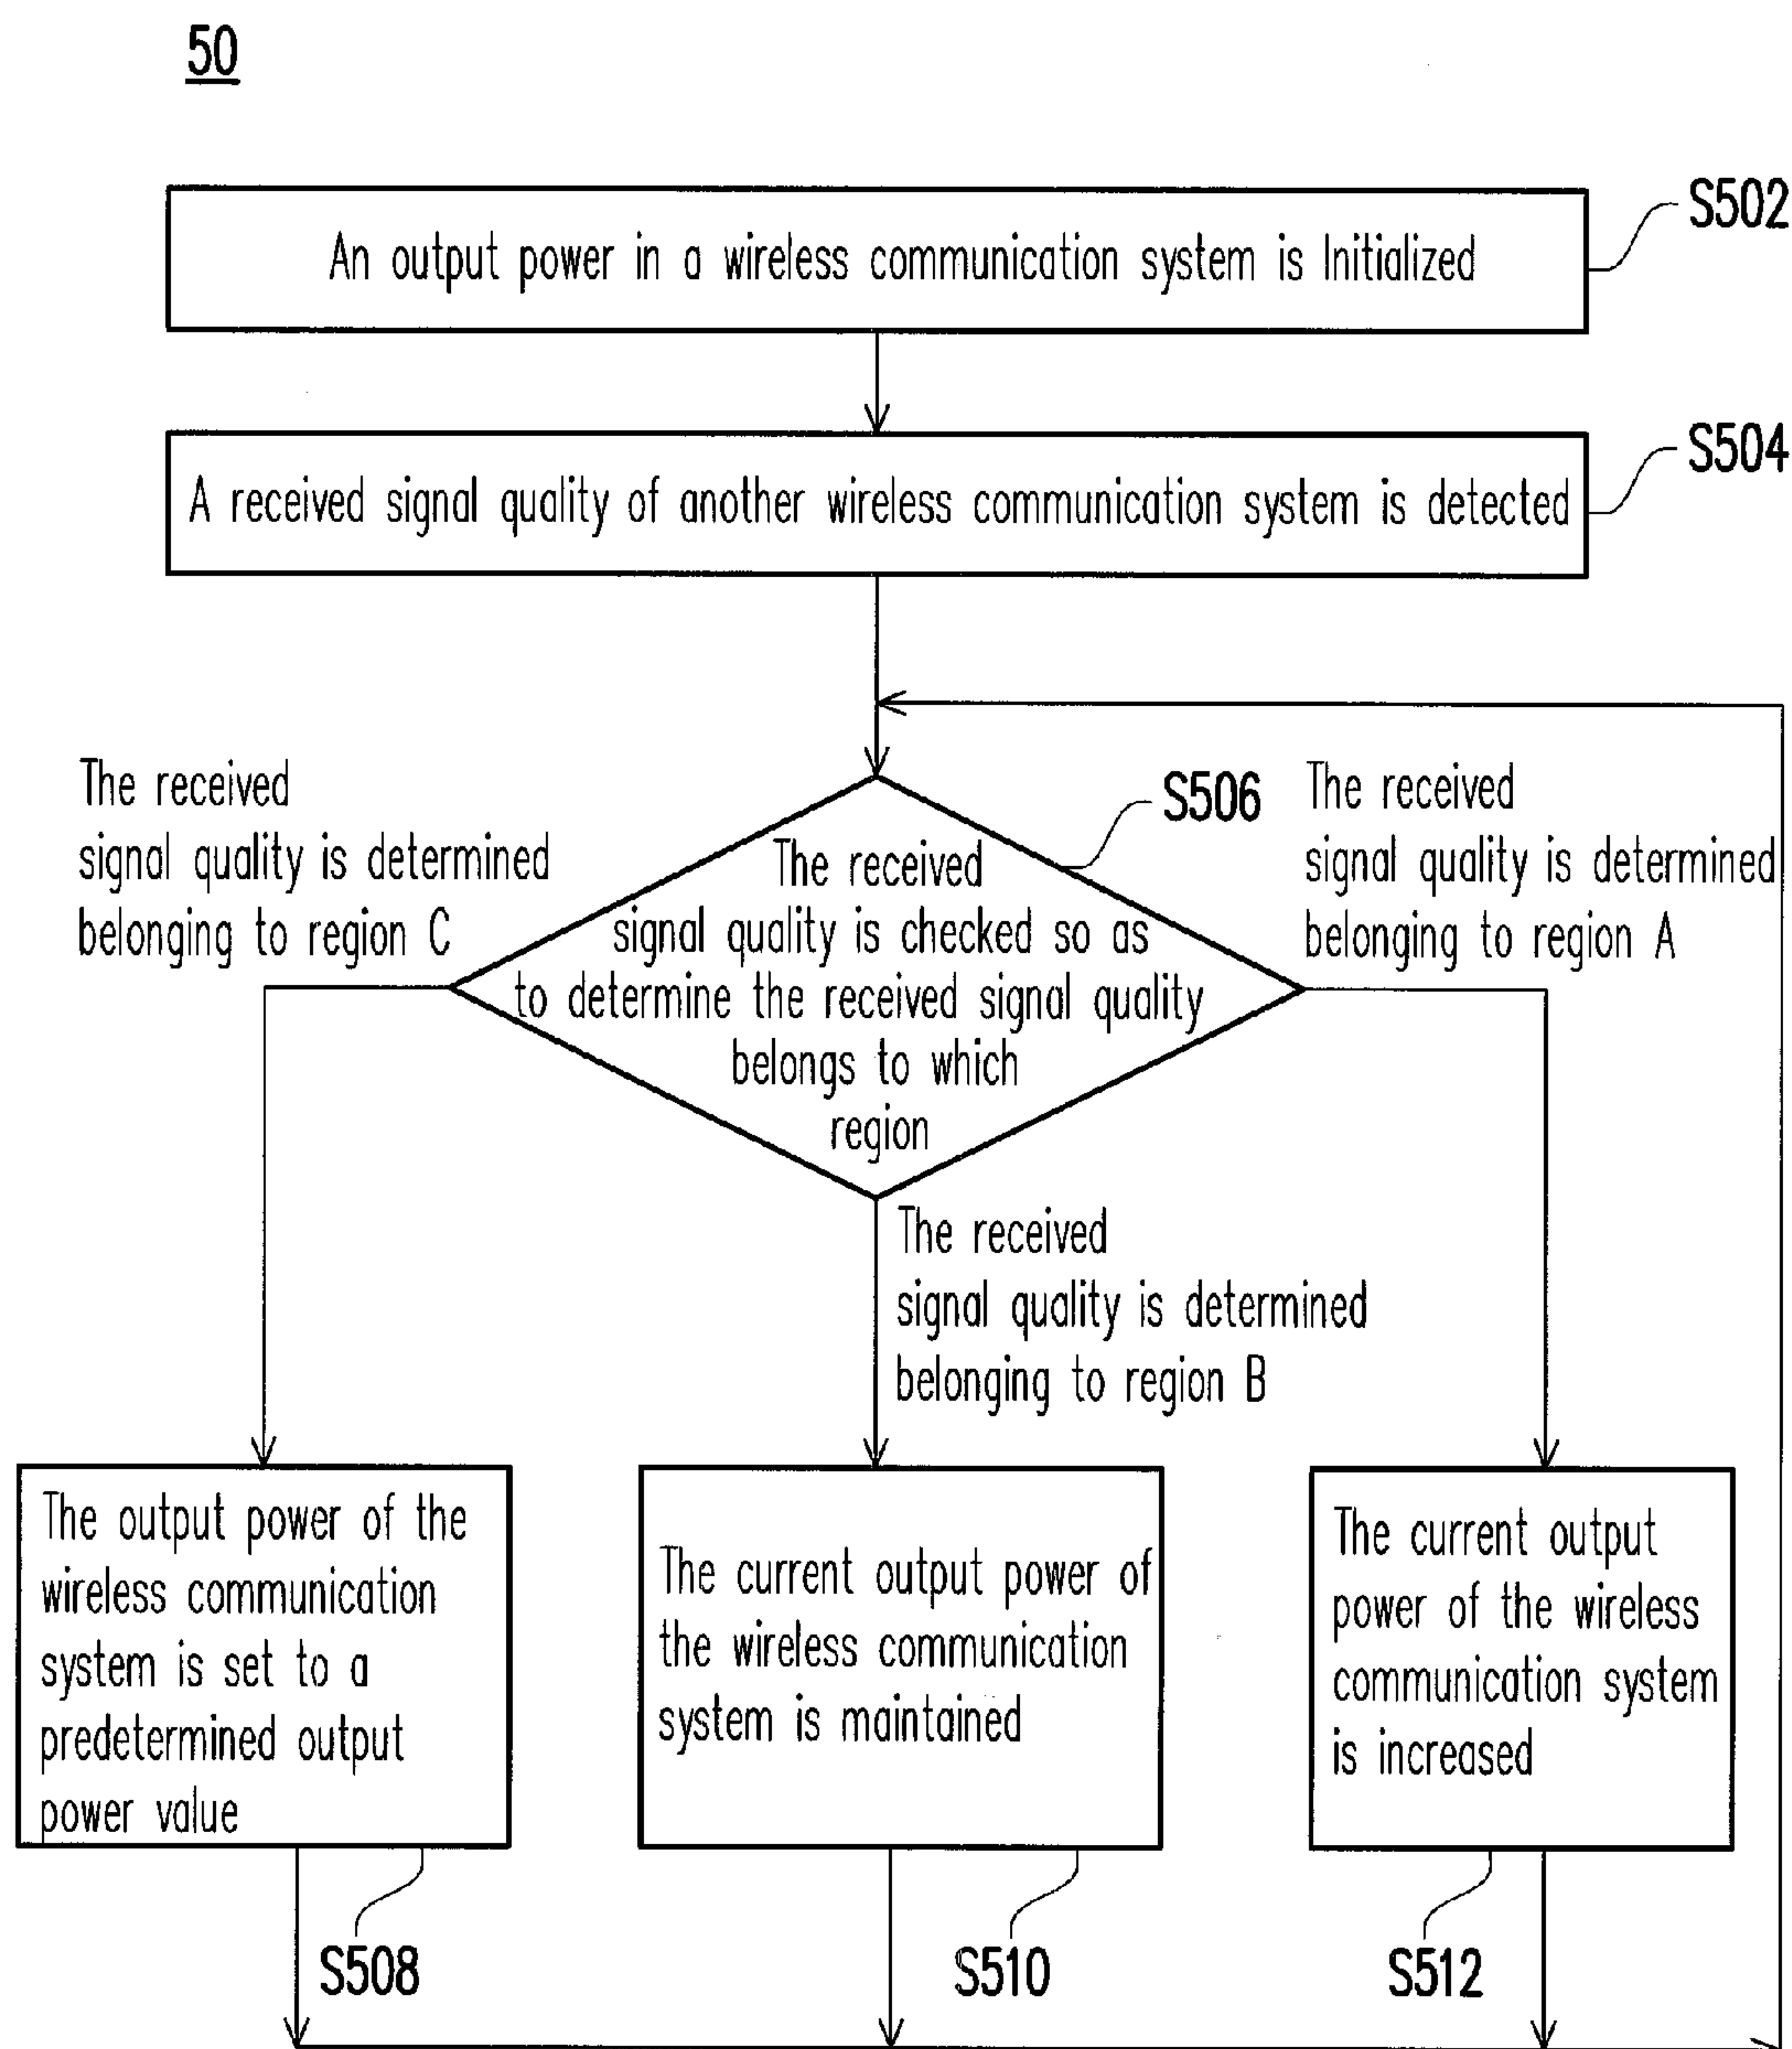 50
An output power in a wireless communication system is Initialized
S502
A received signal quality of another wireless communication system is detected
S504
The received
signal quality is determined
belonging to region C
S506
The received
signal quality is checked so as
to determine the received signal quality
belongs to which
region
The received
signal quality is determined
belonging to region A
The received
signal quality is determined
belonging to region B
The output power of the
wireless communication
system is set to a
predetermined output
power value
S508
The current output power of
the wireless communication
system is maintained
S510
The current output
power of the wireless
communication system
is increased
S512